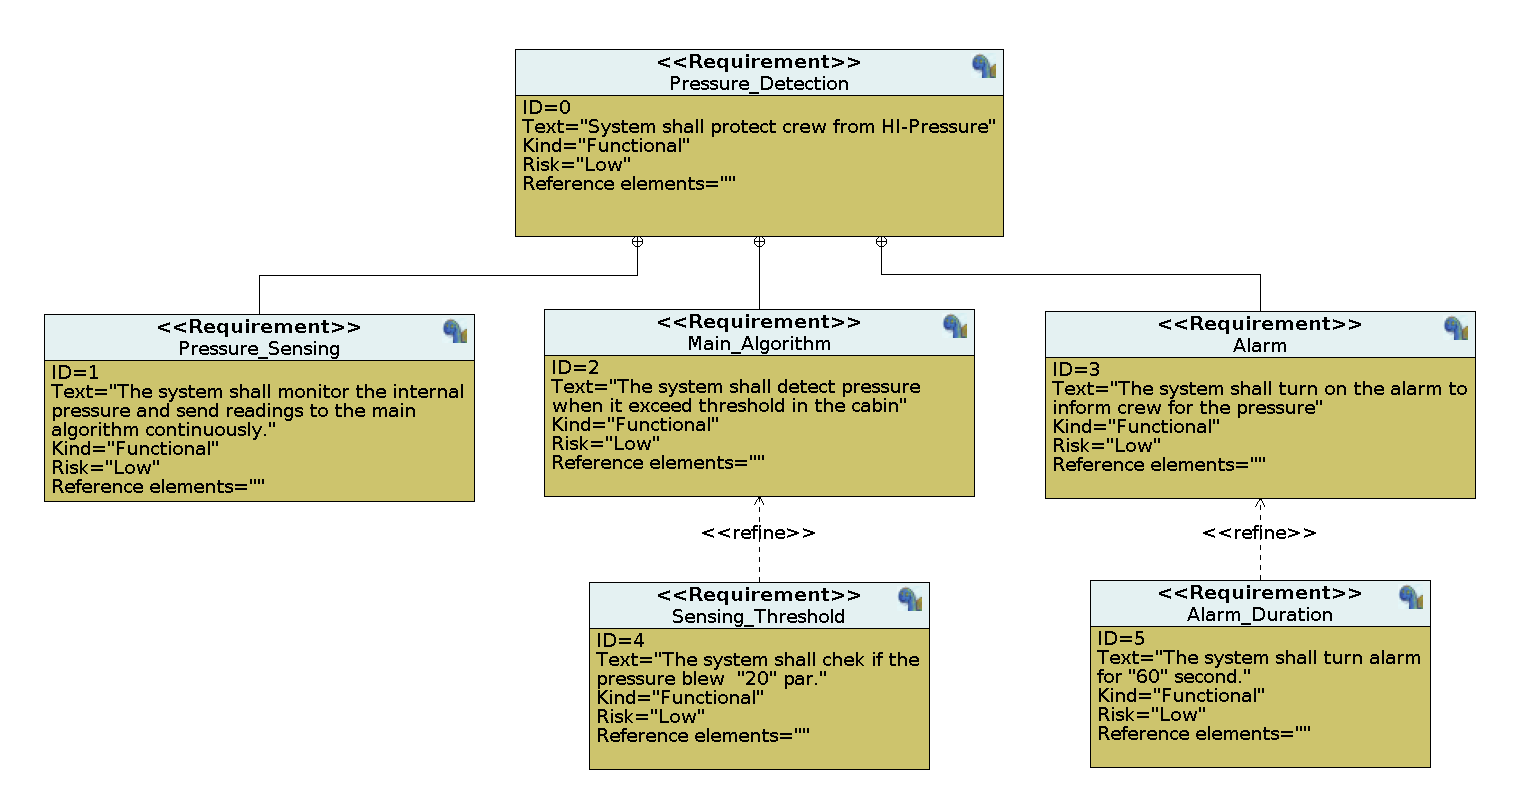 <<Requirement>>
Pressure_Detection
ID=0
Text="System shall protect crew from HI-Pressure"
Kind="Functional"
Risk="Low"
Reference elements=""
<<Requirement>>
Pressure_Sensing
ID=1
Text="The system shall monitor the internal
pressure and send readings to the main
algorithm continuously."
Kind="Functional"
Risk="Low"
Reference elements=""
<<Requirement>>
Main_Algorithm
ID=2
Text="The system shall detect pressure
when it exceed threshold in the cabin"
Kind="Functional"
Risk="Low"
Reference elements=""
<<Requirement>>
Alarm
ID=3
Text="The system shall turn on the alarm to
inform crew for the pressure"
Kind="Functional"
Risk="Low"
Reference elements=""
<<refine>>
<<refine>>
<<Requirement>>
Sensing_Threshold
ID=4
Text="The system shall chek if the
pressure blew  "20" par."
Kind="Functional"
Risk="Low"
Reference elements=""
<<Requirement>>
Alarm_Duration
ID=5
Text="The system shall turn alarm
for "60" second."
Kind="Functional"
Risk="Low"
Reference elements=""